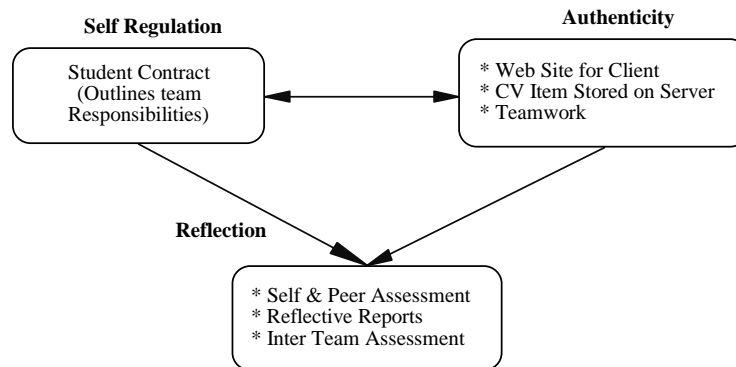 Self Regulation
Student Contract
(Outlines team
Responsibilities)
Authenticity
* Web Site for Client
* CV Item Stored on Server
* Teamwork
Reflection
* Self & Peer Assessment
* Reflective Reports
* Inter Team Assessment